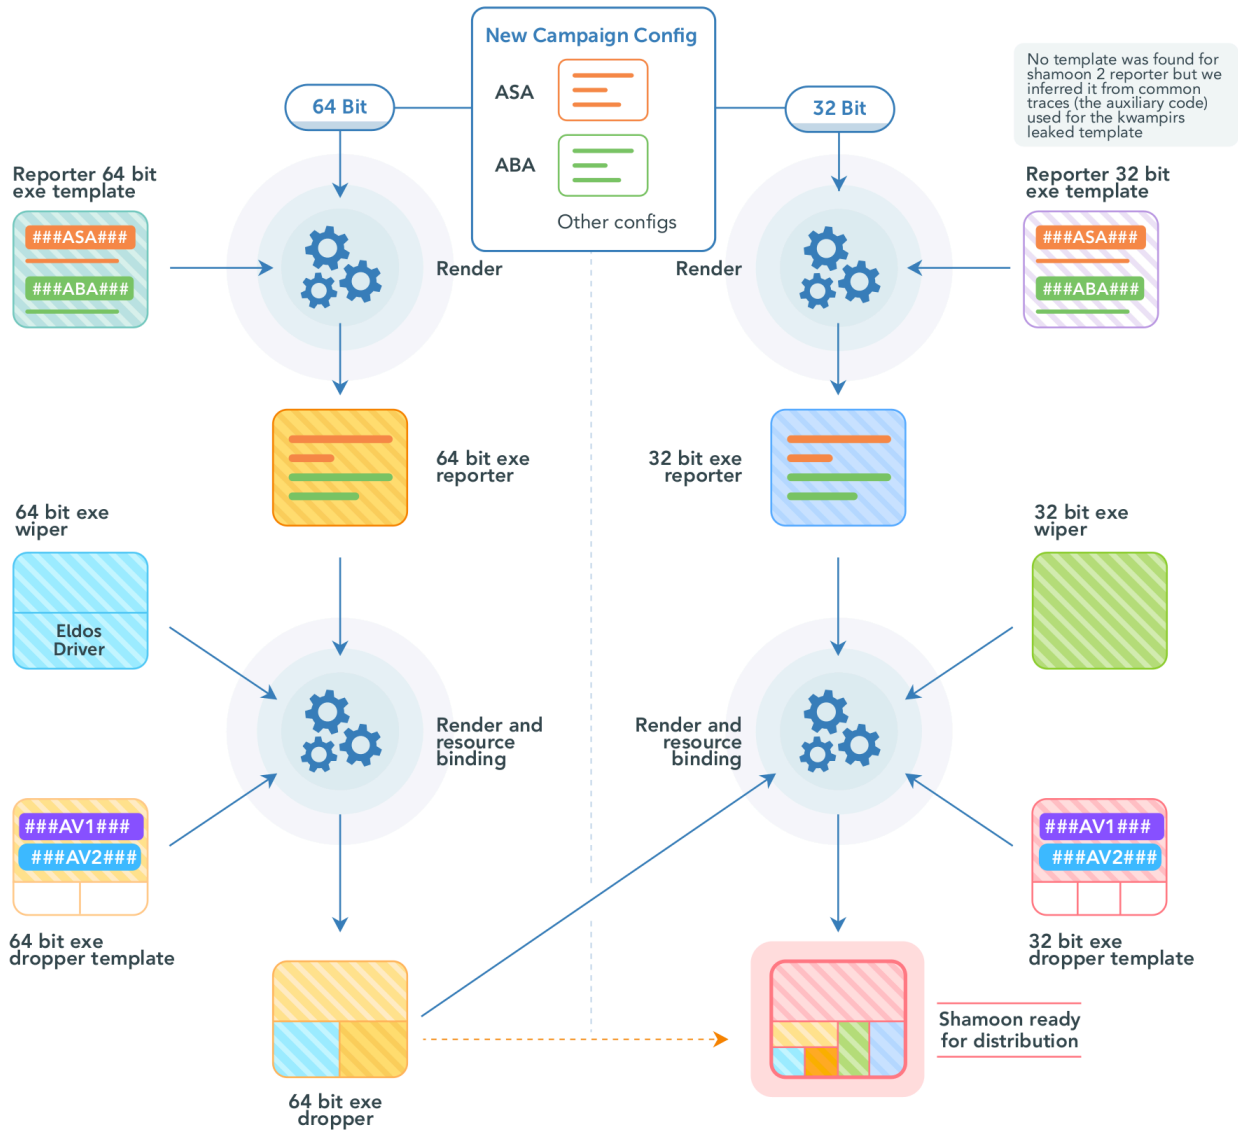 New Campaign Config
ASA
ABA
Other configs
64 Bit
32 Bit
No template was found for
shamoon 2 reporter but we
inferred it from common
traces (the auxiliary code)
used for the kwampirs
leaked template
Reporter 64 bit
exe template
###ASA###
###ABA###
Render
Render
Reporter 32 bit
exe template
###ASA###
###ABA###
64 bit exe
reporter
32 bit exe
reporter
64 bit exe
wiper
Eldos
Driver
32 bit exe
wiper
Render and
resource
binding
Render and
resource
binding
###AV1###
###AV2###
64 bit exe
dropper template
###AV1###
###AV2###
32 bit exe
dropper template
64 bit exe
dropper
Shamoon ready
for distribution